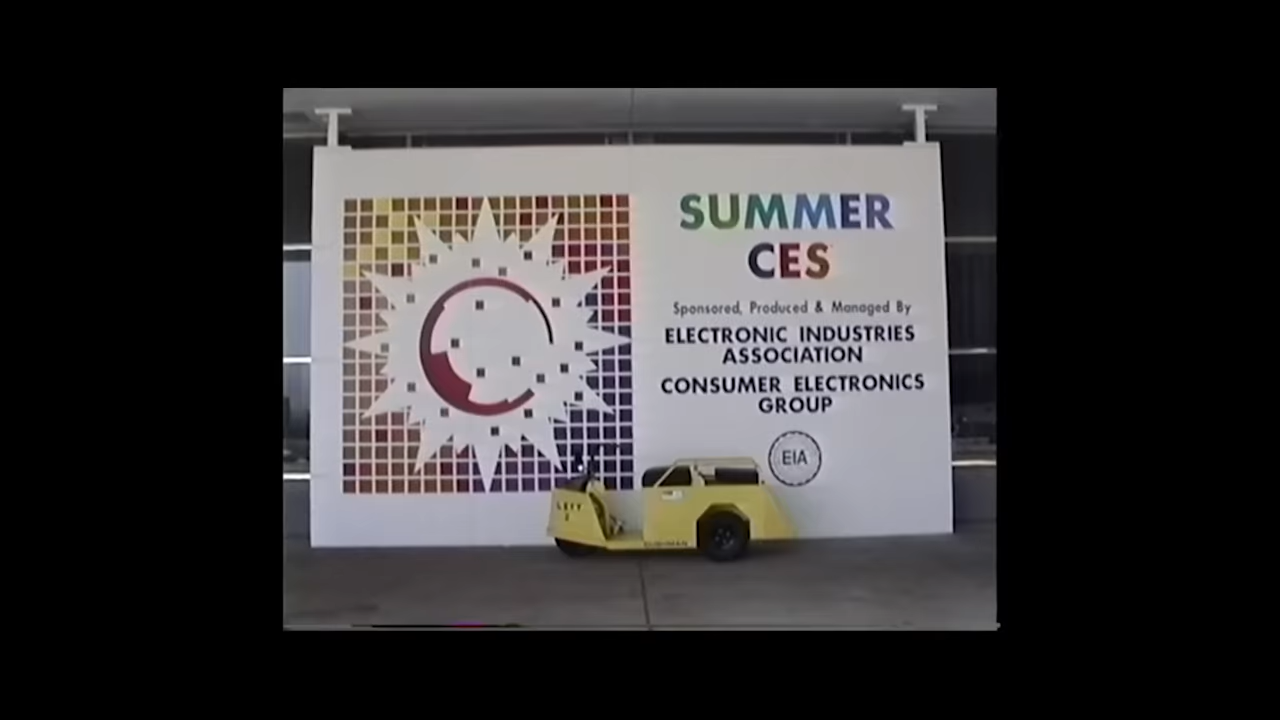 SUMMER
CES
Sponsored, Produced & Managed By
ELECTRONIC INDUSTRIES
ASSOCIATION
CONSUMER ELECTRONICS
GROUP
EIA